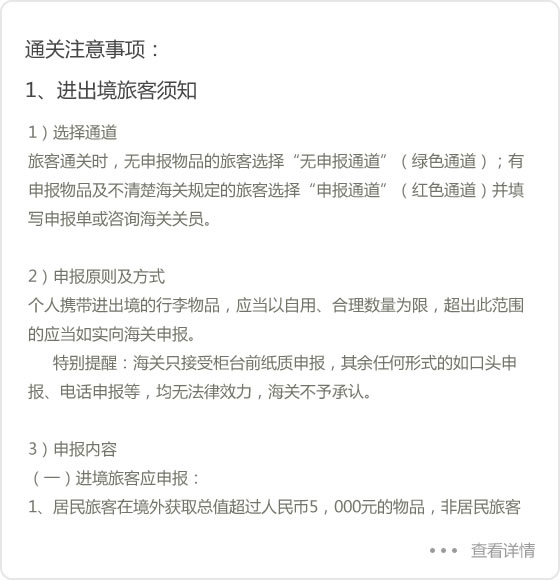 通关注意事项：
1、进出境旅客须知
1）选择通道
旅客通关时，无申报物品的旅客选择“无申报通道”（ 绿色通道 ）；有
申报物品及不清楚海关规定的旅客选择“申报通道”（ 红色通道 )并填
写申报单或咨询海关关员。
2）申报原则及方式
个人携带进出境的行李物品，应当以自用、合理数量为限，超出此范围
的应当如实向海关申报。
特别提醒：海关只接受柜台前纸质申报，其余任何形式的如口头申
报、电话申报等，均无法律效力，海关不予承认。
3）申报内容
（一）进境旅客应申报：
1、居民旅客在境外获取总值超过人民币5，000元的物品，非居民旅客
••• 查看详情